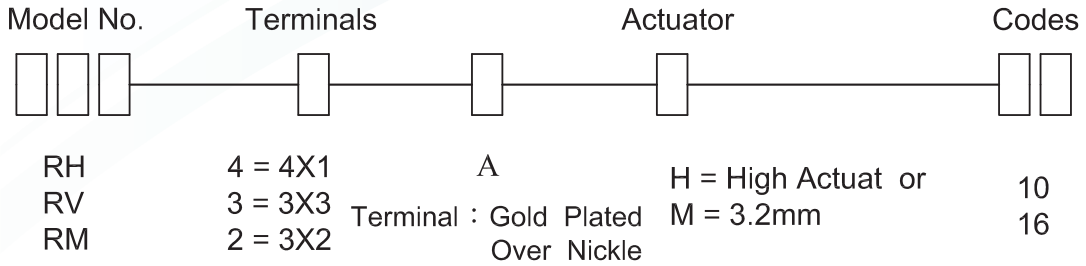 Model No. Terminals Actuator Codes
RH 4 = 4X1 A H = High Actuat or 10
RV 3 = 3X3 Terminal : Gold Plated M = 3.2mm 16
RM 2 = 3X2 Over Nickle